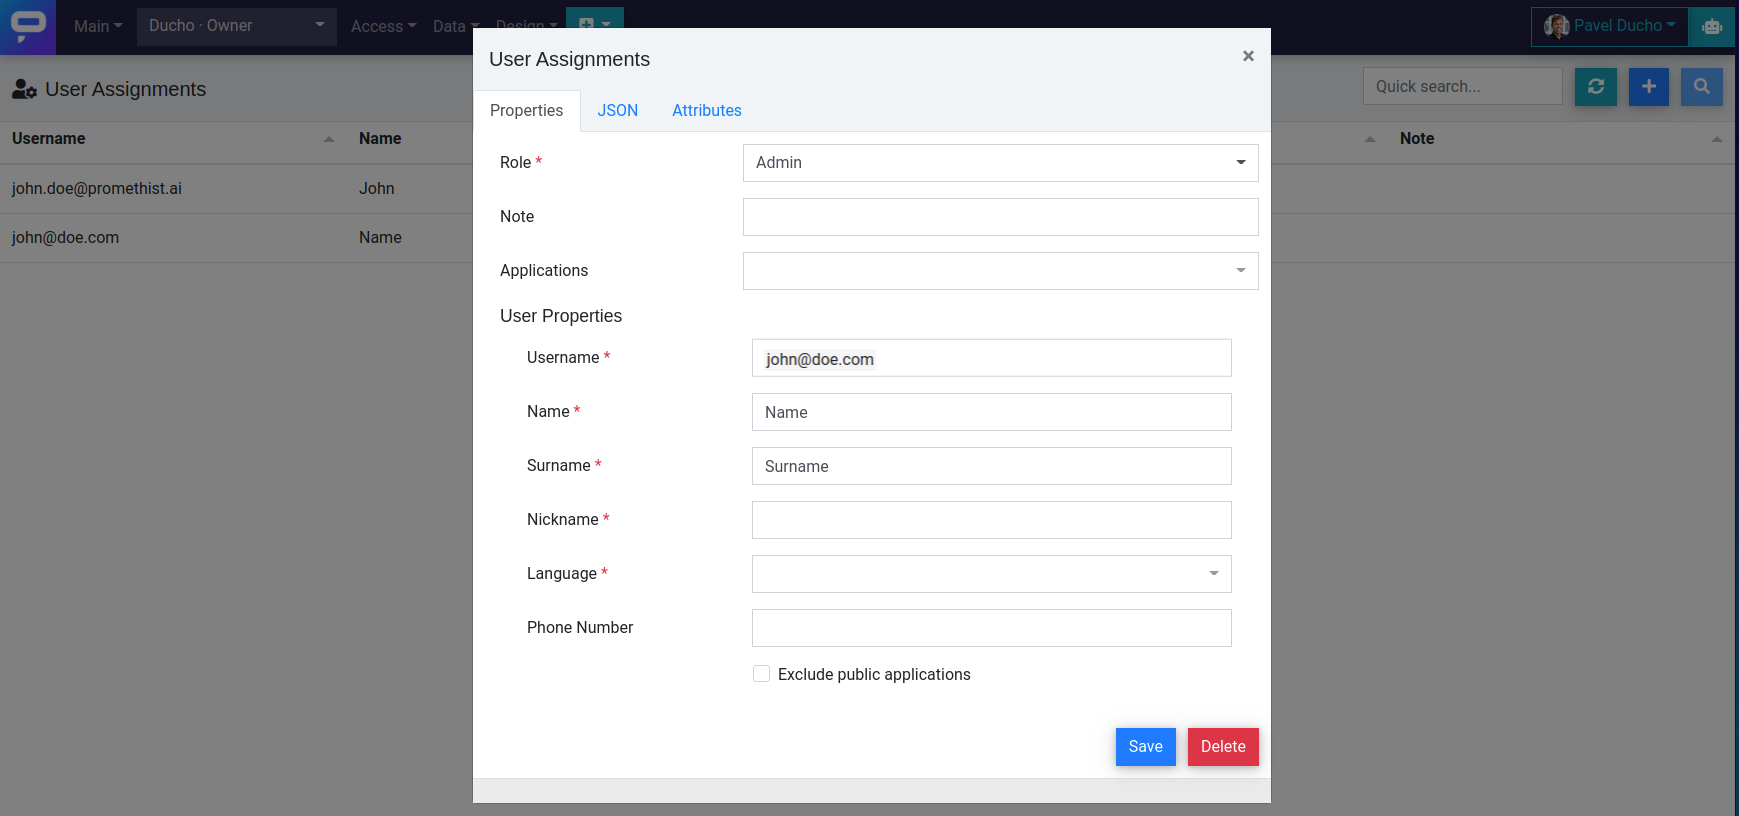 Main
Ducho · Owner
Access
Data
Design
Pavel Ducho
User Assignments
Quick search...
Username
Name
Note
john.doe@promethist.ai
John
john@doe.com
Name
User Assignments
×
Properties
JSON
Attributes
Role *
Admin
Note
Applications
User Properties
Username *
john@doe.com
Name *
Name
Surname *
Surname
Nickname *
Language *
Phone Number
Exclude public applications
Save
Delete